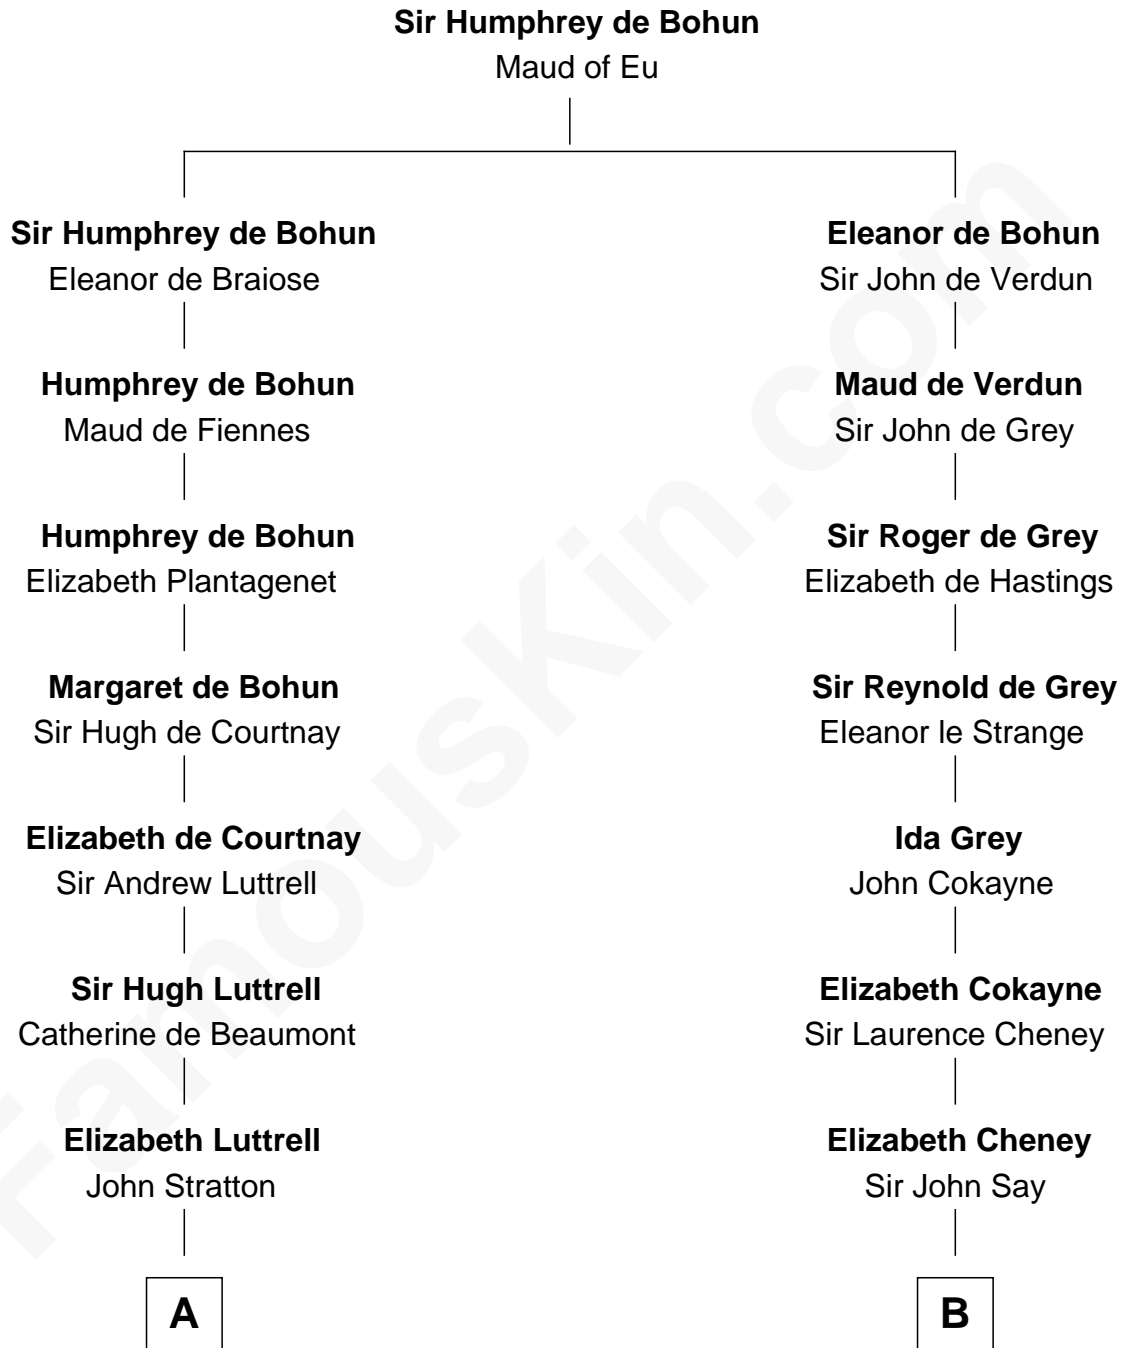 Sir Humphrey de Bohun
Maud of Eu
Sir Humphrey de Bohun
Eleanor de Braiose
Humphrey de Bohun
Maud de Fiennes
Humphrey de Bohun
Elizabeth Plantagenet
Margaret de Bohun
Sir Hugh de Courtnay
Elizabeth de Courtnay
Sir Andrew Luttrell
Sir Hugh Luttrell
Catherine de Beaumont
Elizabeth Luttrell
John Stratton
A
Eleanor de Bohun
Sir John de Verdun
Maud de Verdun
Sir John de Grey
Sir Roger de Grey
Elizabeth de Hastings
Sir Reynold de Grey
Eleanor le Strange
Ida Grey
John Cokayne
Elizabeth Cokayne
Sir Laurence Cheney
Elizabeth Cheney
Sir John Say
B
FamousKin.com